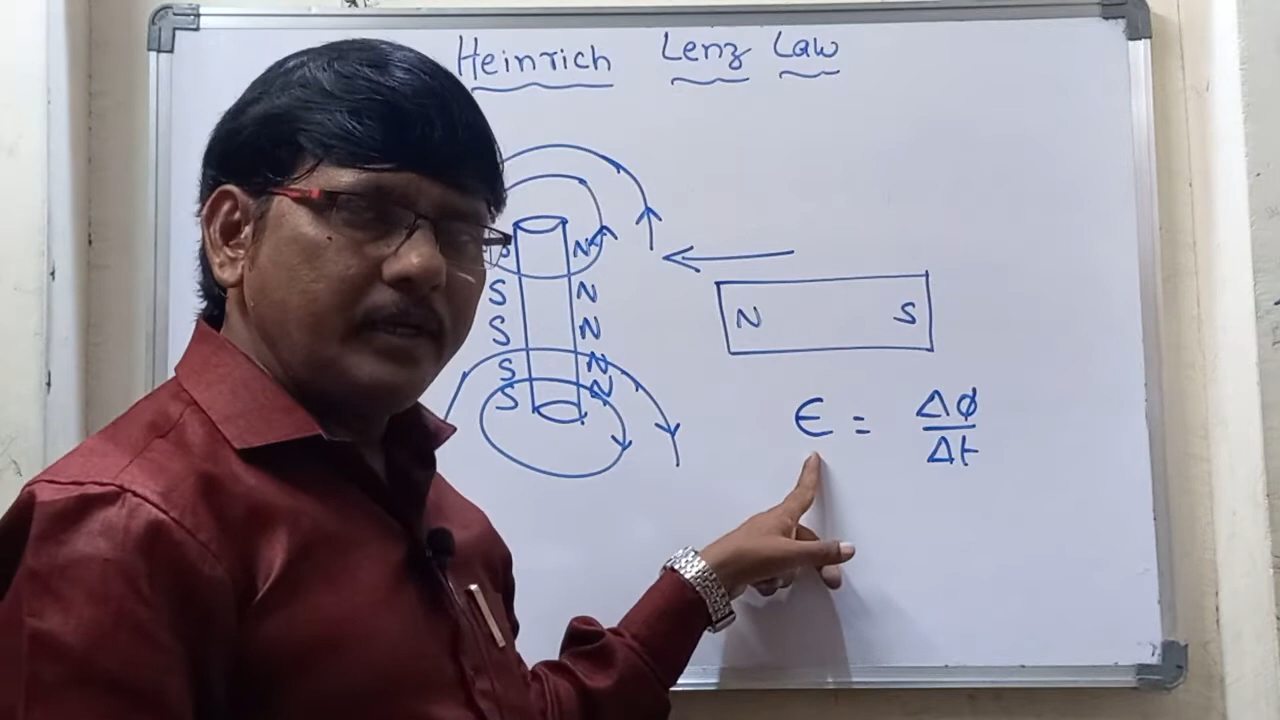 Heinrich Lenz Law
N
S N
S N
S N
S N
N S
ϵ = Δϕ
Δt